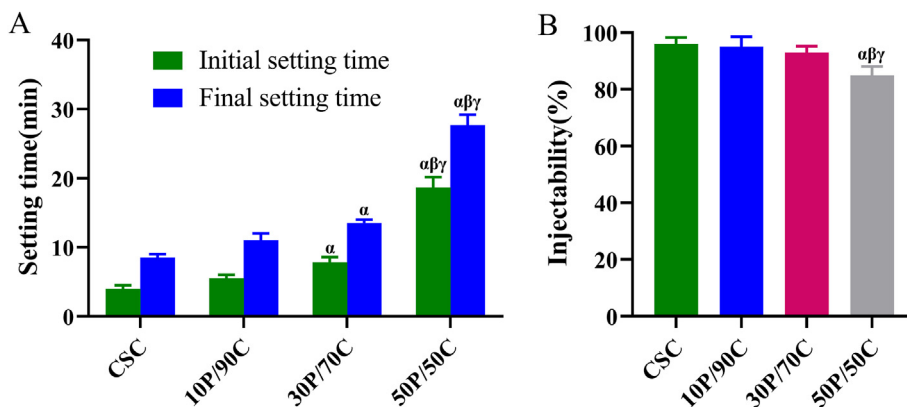 A
Setting time(min)
40
30
20
10
0
Initial setting time
Final setting time
α
α
αβγ
αβγ
CSC
10P/90C
30P/70C
50P/50C
B
Injectability(%)
100
80
60
40
20
0
αβγ
CSC
10P/90C
30P/70C
50P/50C